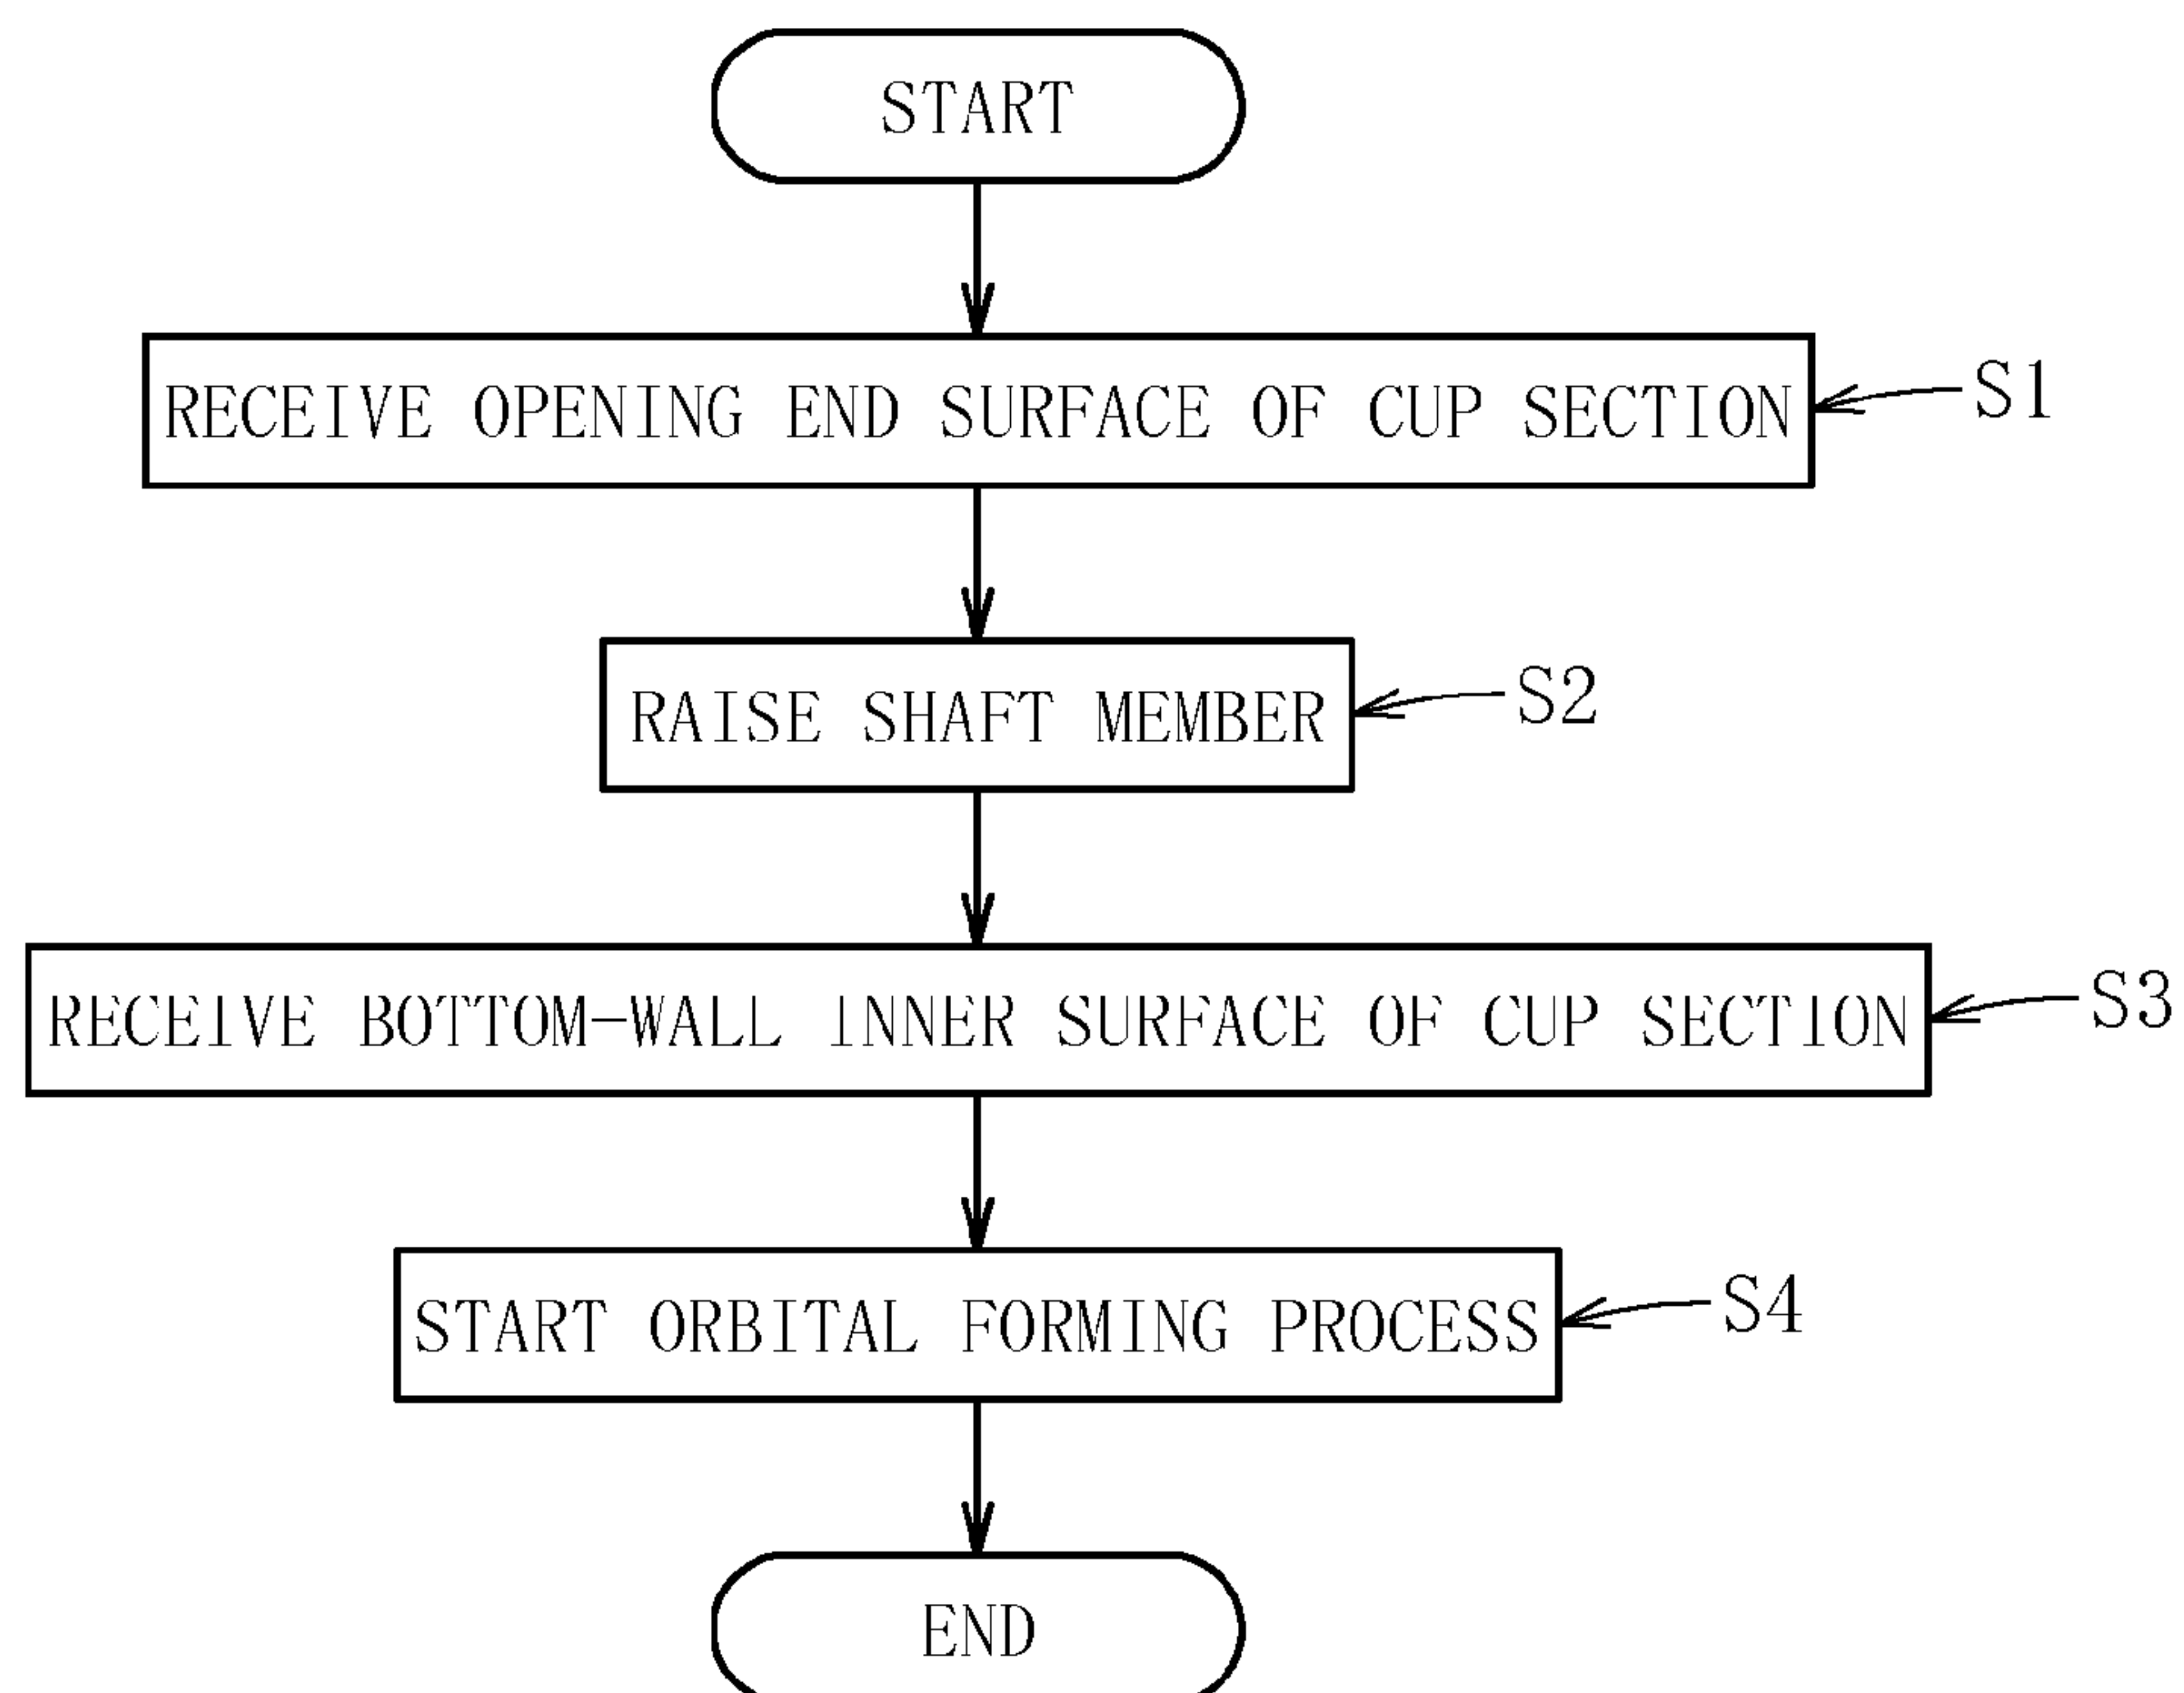 START
RECEIVE OPENING END SURFACE OF CUP SECTION
S1
RAISE SHAFT MEMBER
S2
RECEIVE BOTTOM-WALL INNER SURFACE OF CUP SECTION
S3
START ORBITAL FORMING PROCESS
S4
END